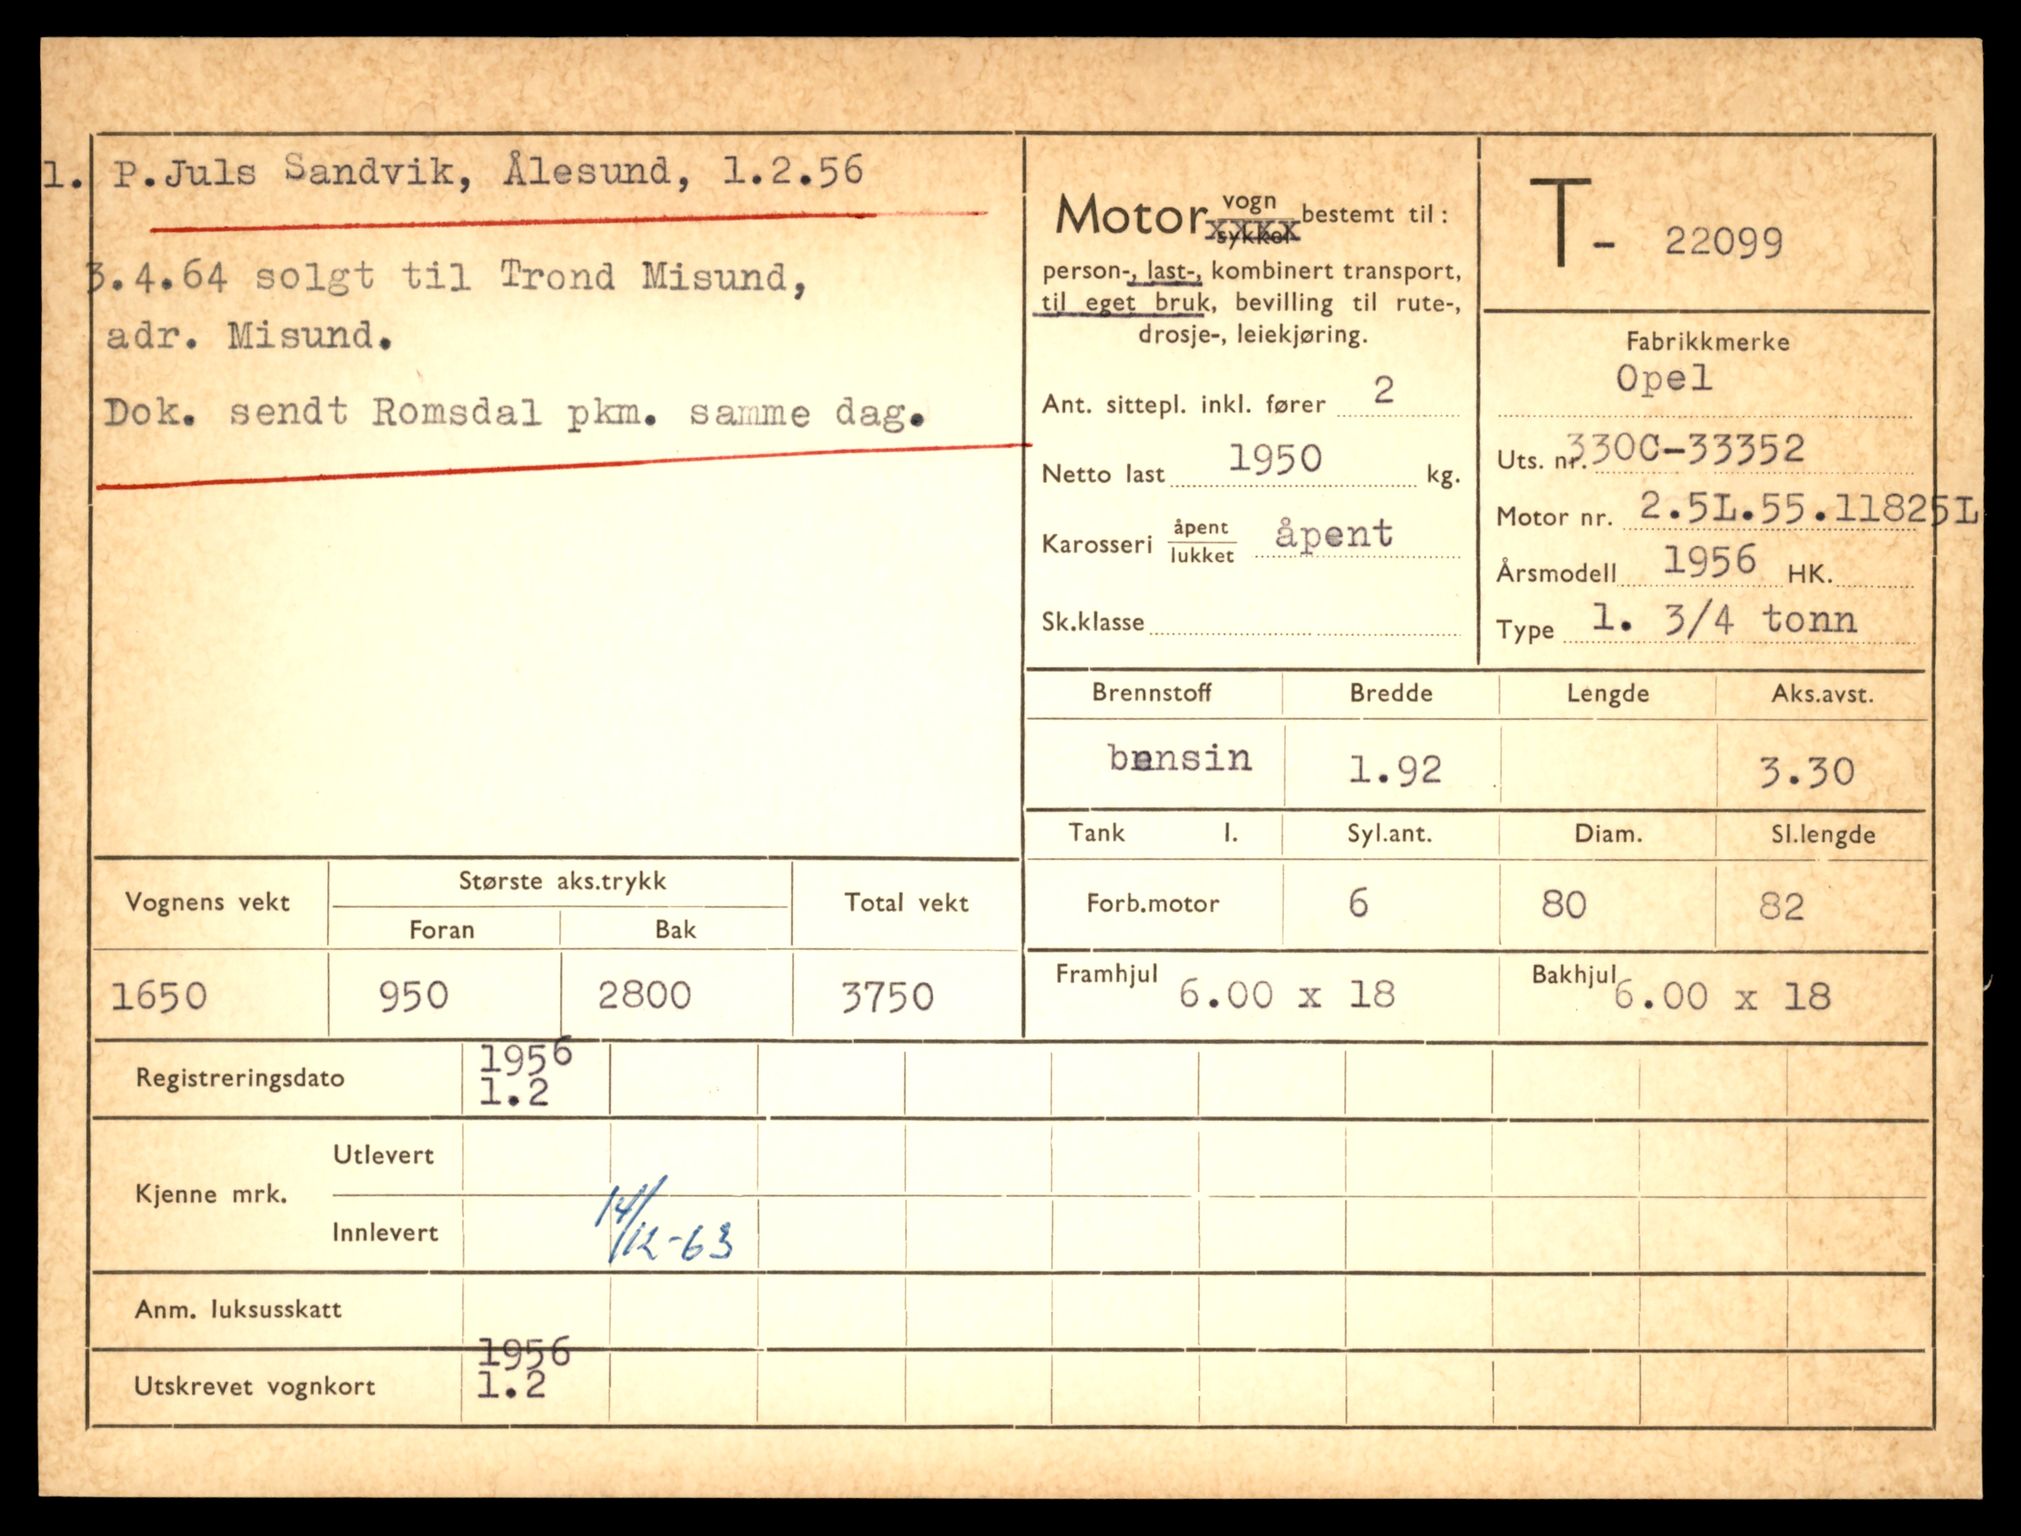 1. P.Juls Sandvik, Ålesund, 1.2.56
3.4.64 solgt til Trond Misund,
adr. Misund.
Dok. sendt Romsdal pkm. samme dag.
Motor vogn bestemt til:
sykkel
person-, last-, kombinert transport,
til eget bruk, bevilling til rute-,
drosje-, leiekjøring.
Ant. sittepl. inkl. fører 2
Netto last 1950 kg.
Karosseri åpent/lukket åpent
Sk.klasse
T- 22099
Fabrikkmerke
Opel
Uts. nr. 330C-33352
Motor nr. 2.5L.55.11825L
Årsmodell 1956 HK.
Type 1. 3/4 tonn
Brennstoff Bredde Lengde Aks.avst.
bensin 1.92 3.30
Tank l. Syl.ant. Diam. Sl.lengde
Forb.motor 6 80 82
Framhjul 6.00 x 18 Bakhjul 6.00 x 18
Vognens vekt Største aks.trykk Total vekt
Foran Bak
1650 950 2800 3750
Registreringsdato 1956
1.2
Kjenne mrk. Utlevert
Innlevert 14/12-63
Anm. luksusskatt
Utskrevet vognkort 1956
1.2